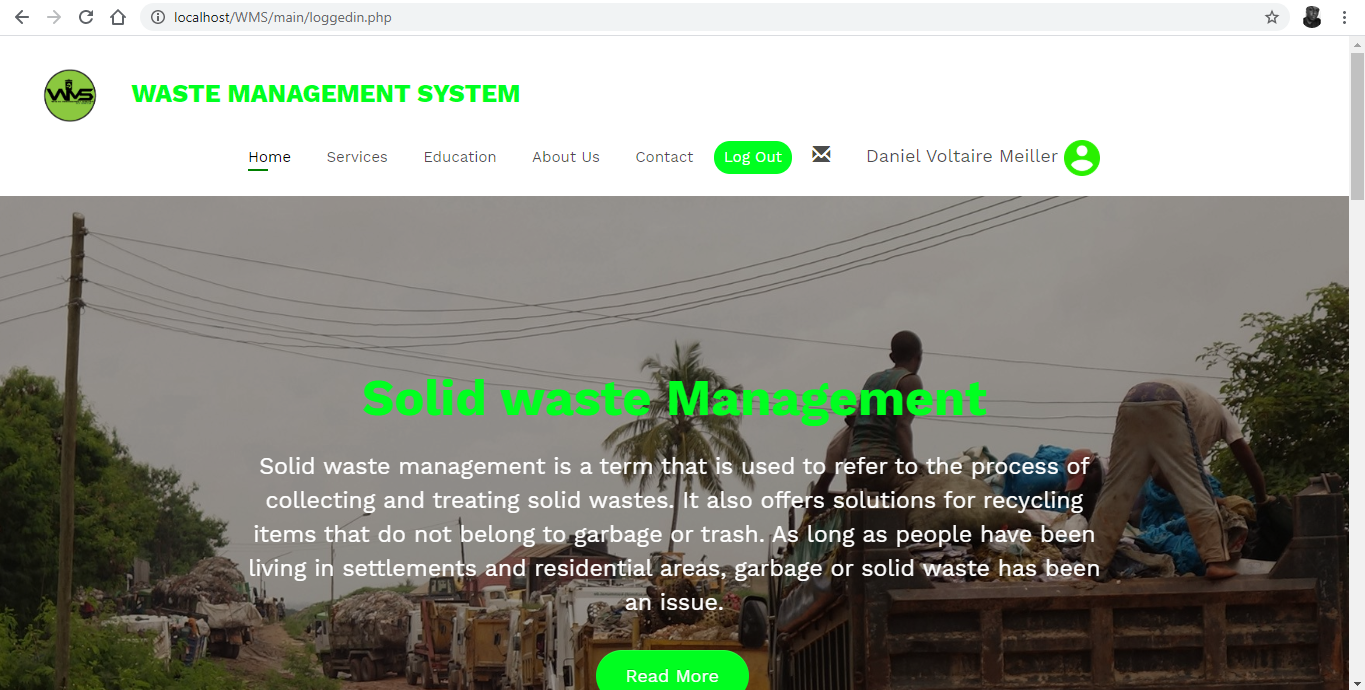 localhost/WMS/main/loggedin.php
WMS
WASTE MANAGEMENT SYSTEM
Home Services Education About Us Contact Log Out Daniel Voltaire Meiller
Solid waste Management
Solid waste management is a term that is used to refer to the process of
collecting and treating solid wastes. It also offers solutions for recycling
items that do not belong to garbage or trash. As long as people have been
living in settlements and residential areas, garbage or solid waste has been
an issue.
Read More